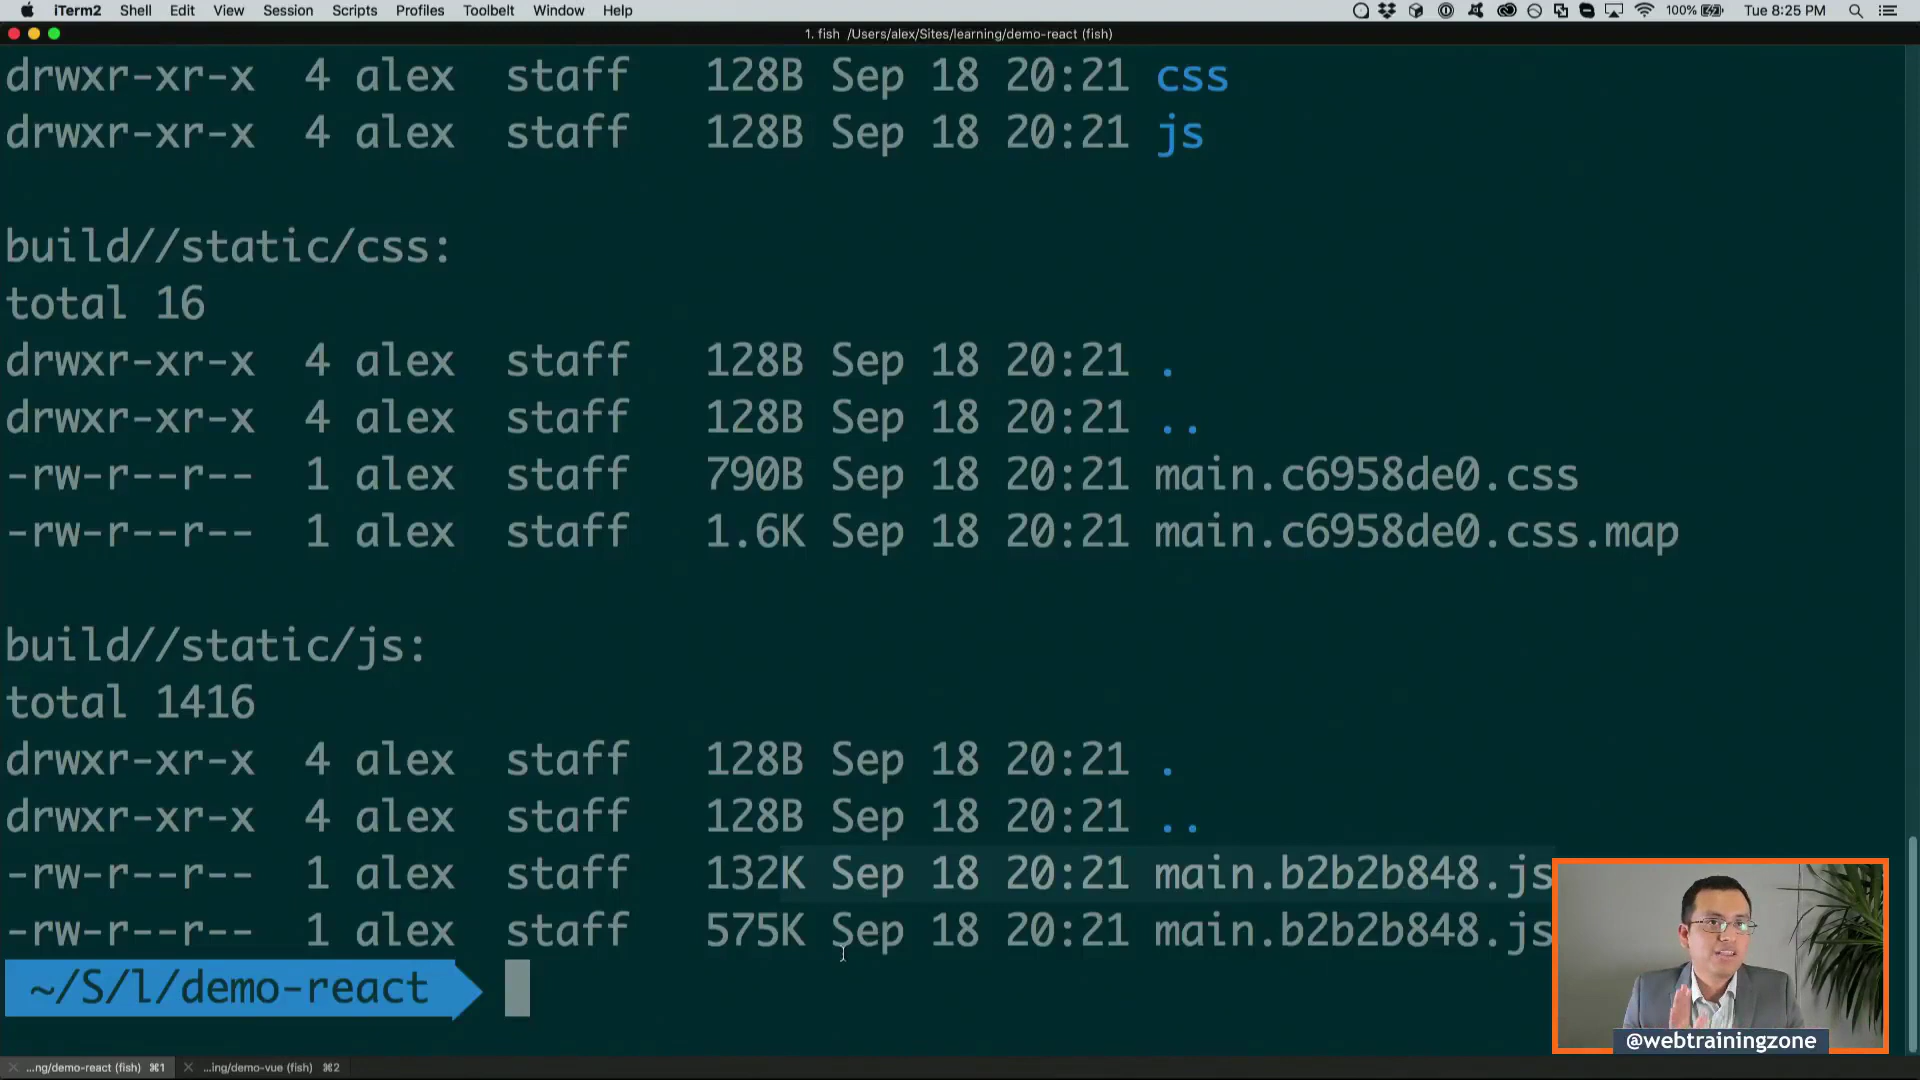 iTerm2 Shell Edit View Session Scripts Profiles Toolbelt Window Help 100% Tue 8:25 PM
1. fish /Users/alex/Sites/learning/demo-react (fish)
drwxr-xr-x 4 alex staff 128B Sep 18 20:21 css
drwxr-xr-x 4 alex staff 128B Sep 18 20:21 js
build//static/css:
total 16
drwxr-xr-x 4 alex staff 128B Sep 18 20:21 .
drwxr-xr-x 4 alex staff 128B Sep 18 20:21 ..
-rw-r--r-- 1 alex staff 790B Sep 18 20:21 main.c6958de0.css
-rw-r--r-- 1 alex staff 1.6K Sep 18 20:21 main.c6958de0.css.map
build//static/js:
total 1416
drwxr-xr-x 4 alex staff 128B Sep 18 20:21 .
drwxr-xr-x 4 alex staff 128B Sep 18 20:21 ..
-rw-r--r-- 1 alex staff 132K Sep 18 20:21 main.b2b2b848.js
-rw-r--r-- 1 alex staff 575K Sep 18 20:21 main.b2b2b848.js
~/S/l/demo-react
@webtrainingzone
...ng/demo-react (fish) ⌘1 ...ing/demo-vue (fish) ⌘2